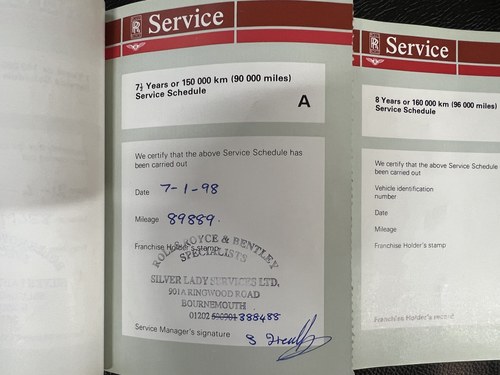 Service
7½ Years or 150 000 km (90 000 miles)
Service Schedule
A
We certify that the above Service Schedule has
been carried out
Date 7-1-98
Mileage 89889.
Franchise Holder's stamp
ROLLS ROYCE & BENTLEY
SPECIALISTS
SILVER LADY SERVICES LTD,
901A RINGWOOD ROAD
BOURNEMOUTH
01202 388488
Service Manager's signature
Service
8 Years or 160 000 km (96 000 miles)
Service Schedule
We certify that the above Service Schedule
been carried out
Vehicle identification
number
Date
Mileage
Franchise Holder's stamp
Franchise Holder's record